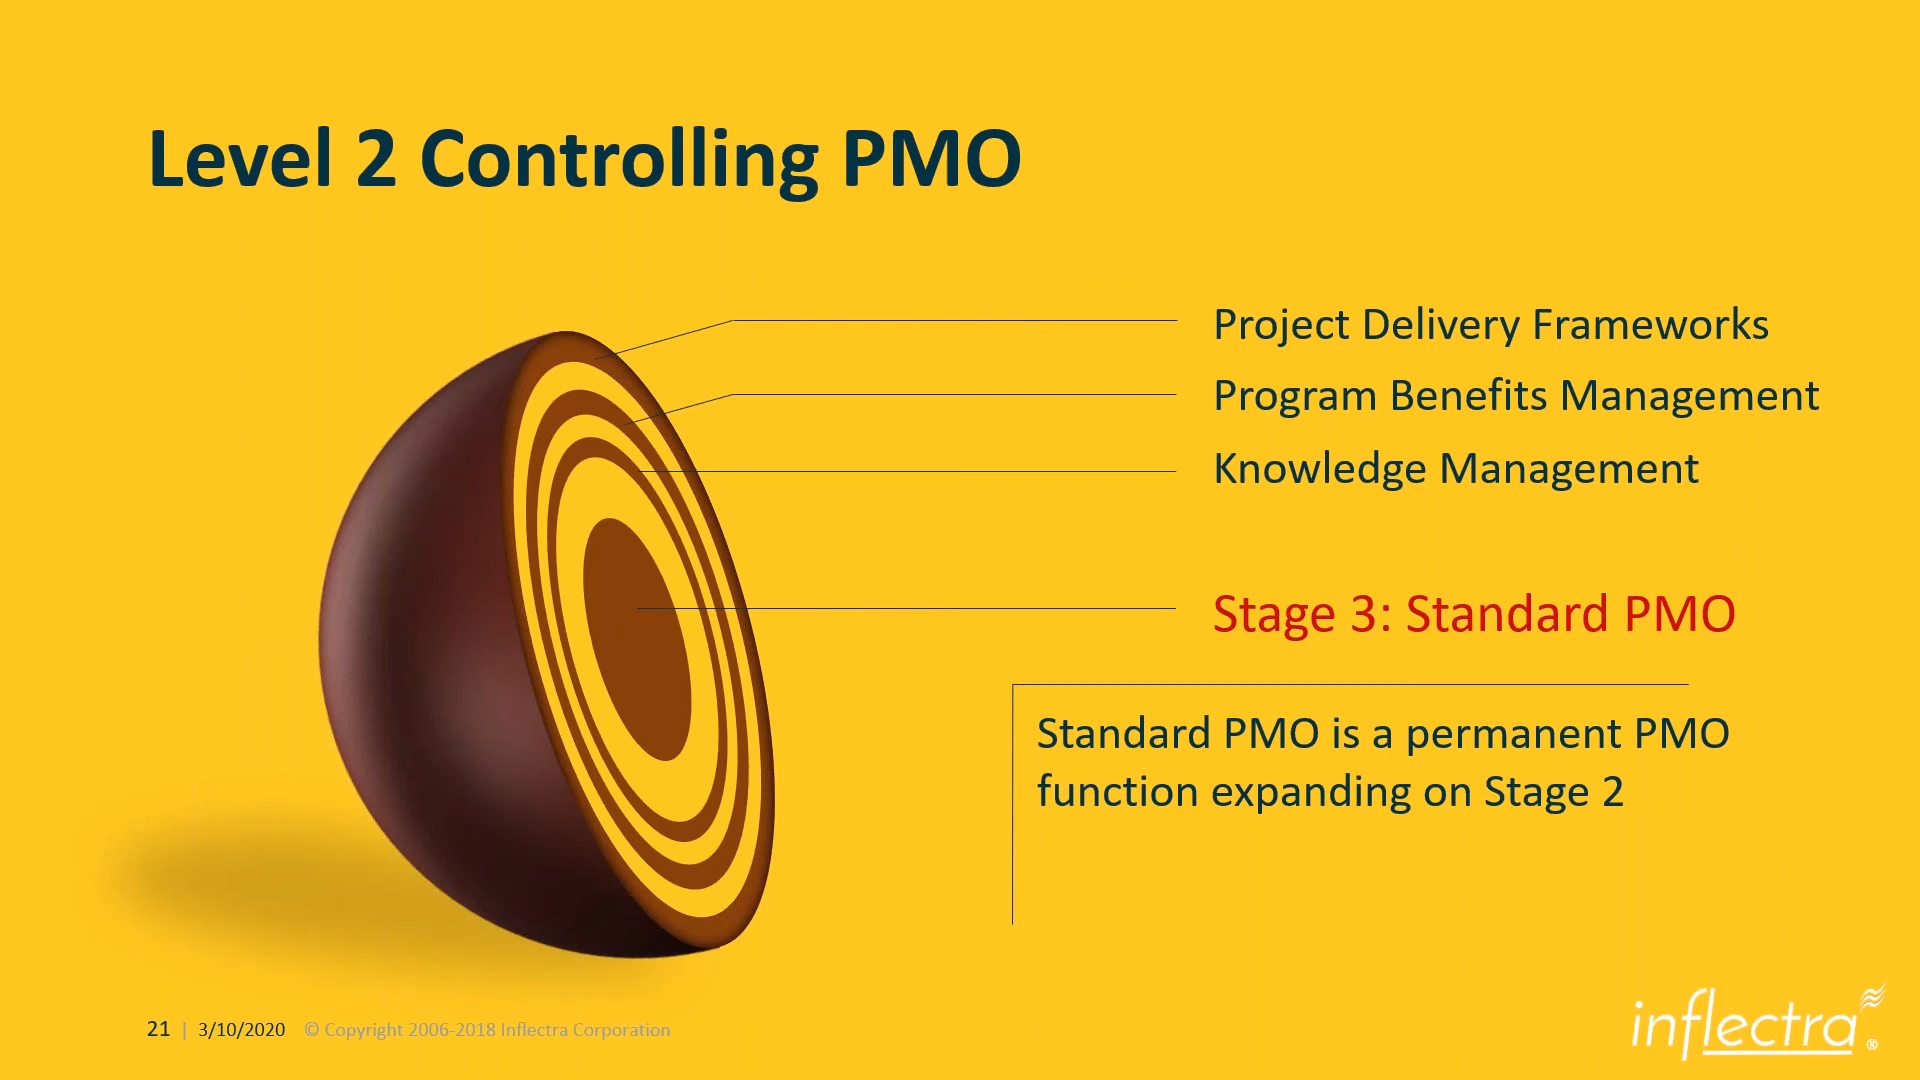 Level 2 Controlling PMO
Project Delivery Frameworks
Program Benefits Management
Knowledge Management
Stage 3: Standard PMO
Standard PMO is a permanent PMO
function expanding on Stage 2
21 | 3/10/2020 © Copyright 2006-2018 Inflectra Corporation
inflectra®